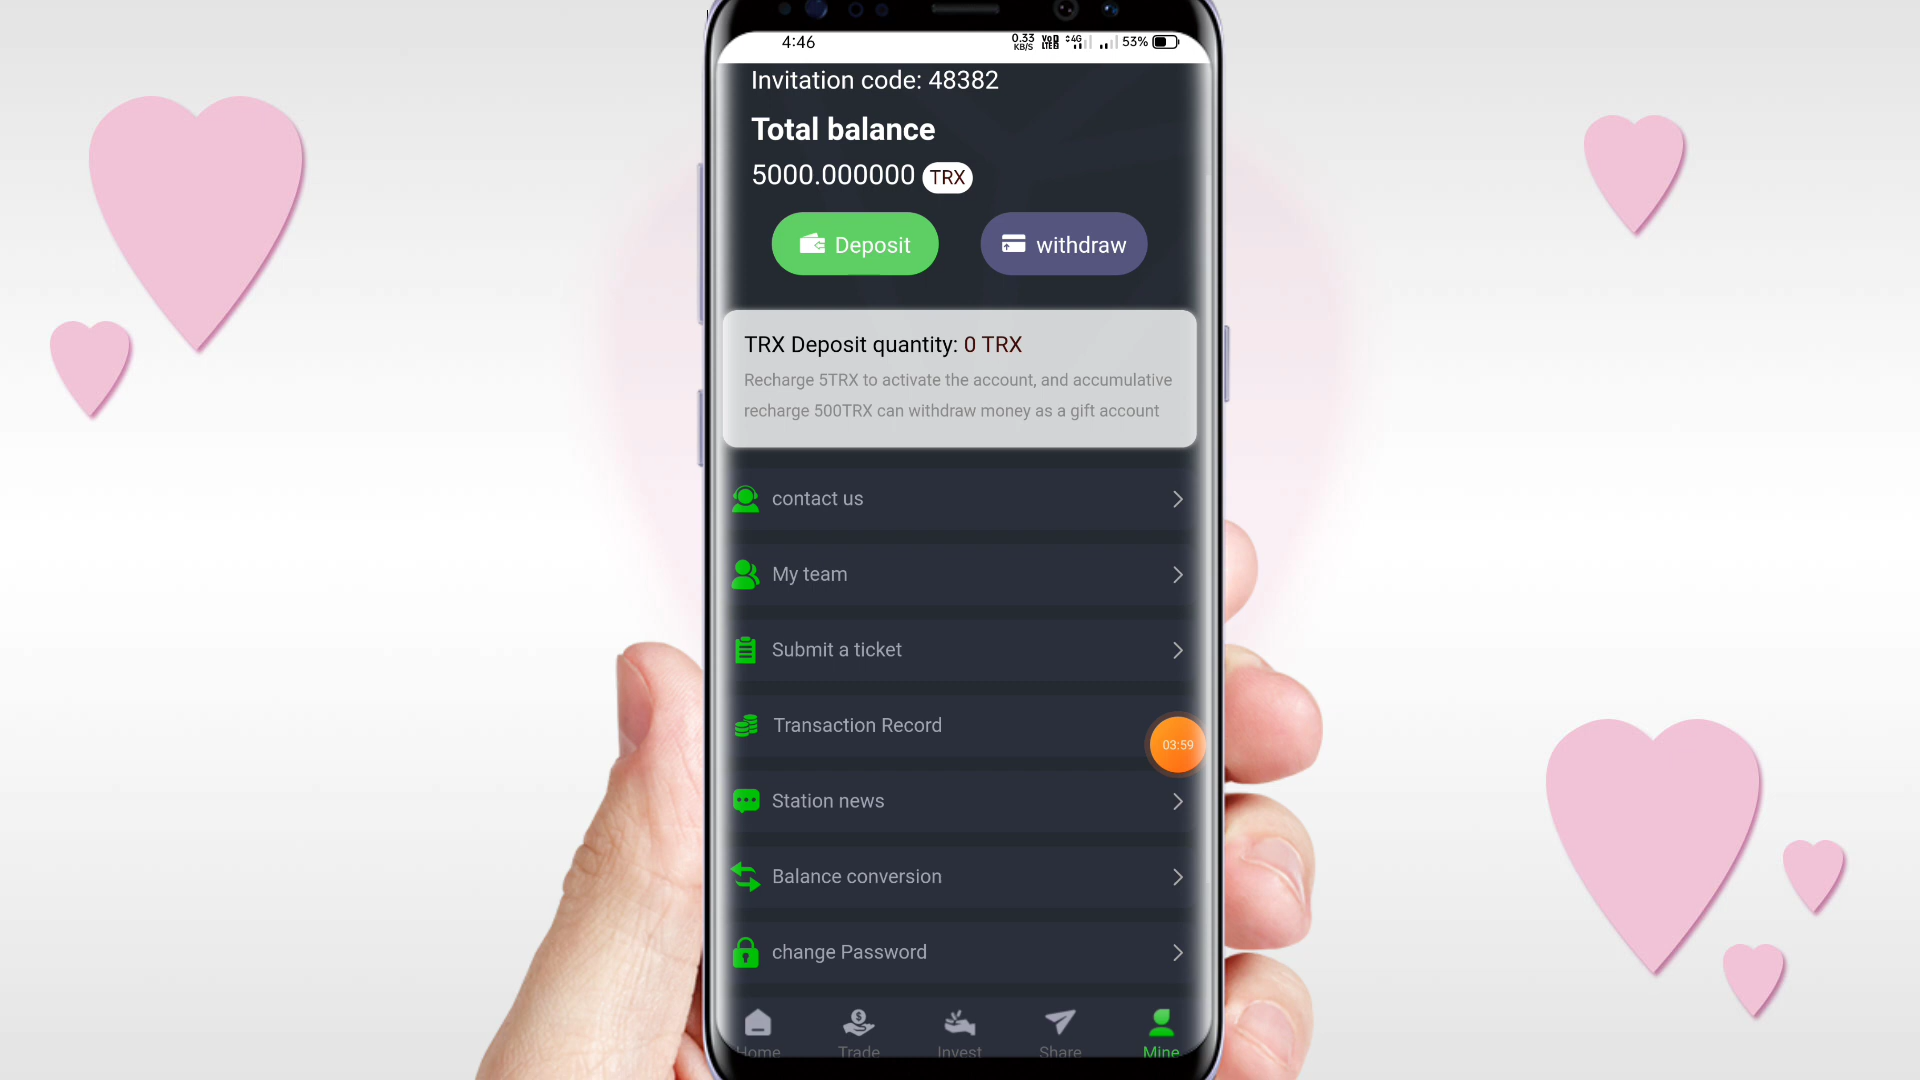 4:46
0.33
KB/S
Vo
LTE2
4G
53%
Invitation code: 48382
Total balance
5000.000000 TRX
Deposit
withdraw
TRX Deposit quantity: 0 TRX
Recharge 5TRX to activate the account, and accumulative
recharge 500TRX can withdraw money as a gift account
contact us
My team
Submit a ticket
Transaction Record
03:59
Station news
Balance conversion
change Password
Home
Trade
Invest
Share
Mine